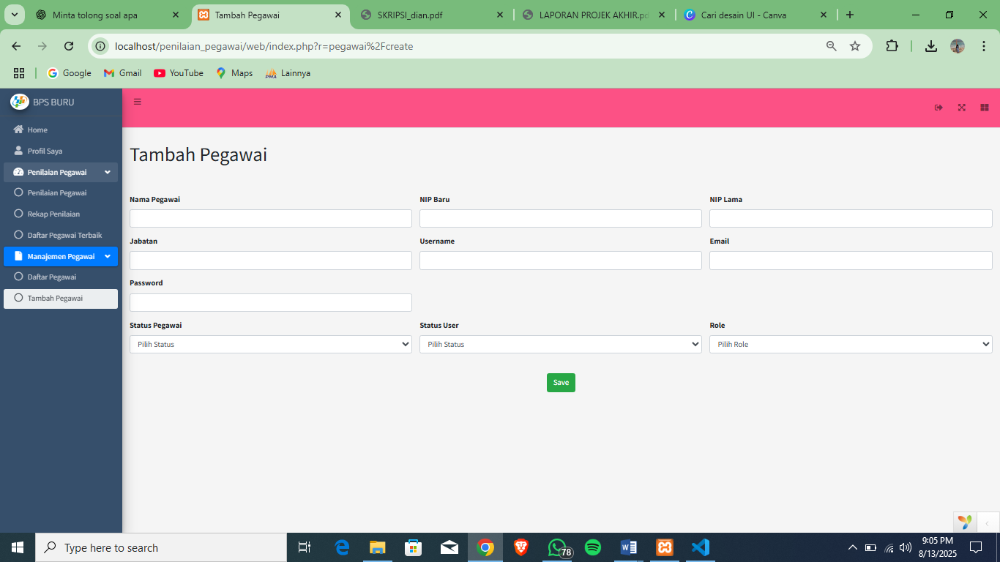 Minta tolong soal apa
Tambah Pegawai
SKRIPSI_dian.pdf
LAPORAN PROJEK AKHIR.pd
Cari desain UI - Canva
localhost/penilaian_pegawai/web/index.php?r=pegawai%2Fcreate
Google
Gmail
YouTube
Maps
PMA
Lainnya
BPS BURU
Home
Profil Saya
Penilaian Pegawai
Penilaian Pegawai
Rekap Penilaian
Daftar Pegawai Terbaik
Manajemen Pegawai
Daftar Pegawai
Tambah Pegawai
Tambah Pegawai
Nama Pegawai
NIP Baru
NIP Lama
Jabatan
Username
Email
Password
Status Pegawai
Status User
Role
Pilih Status
Pilih Status
Pilih Role
Save
Type here to search
78
9:05 PM
8/13/2025